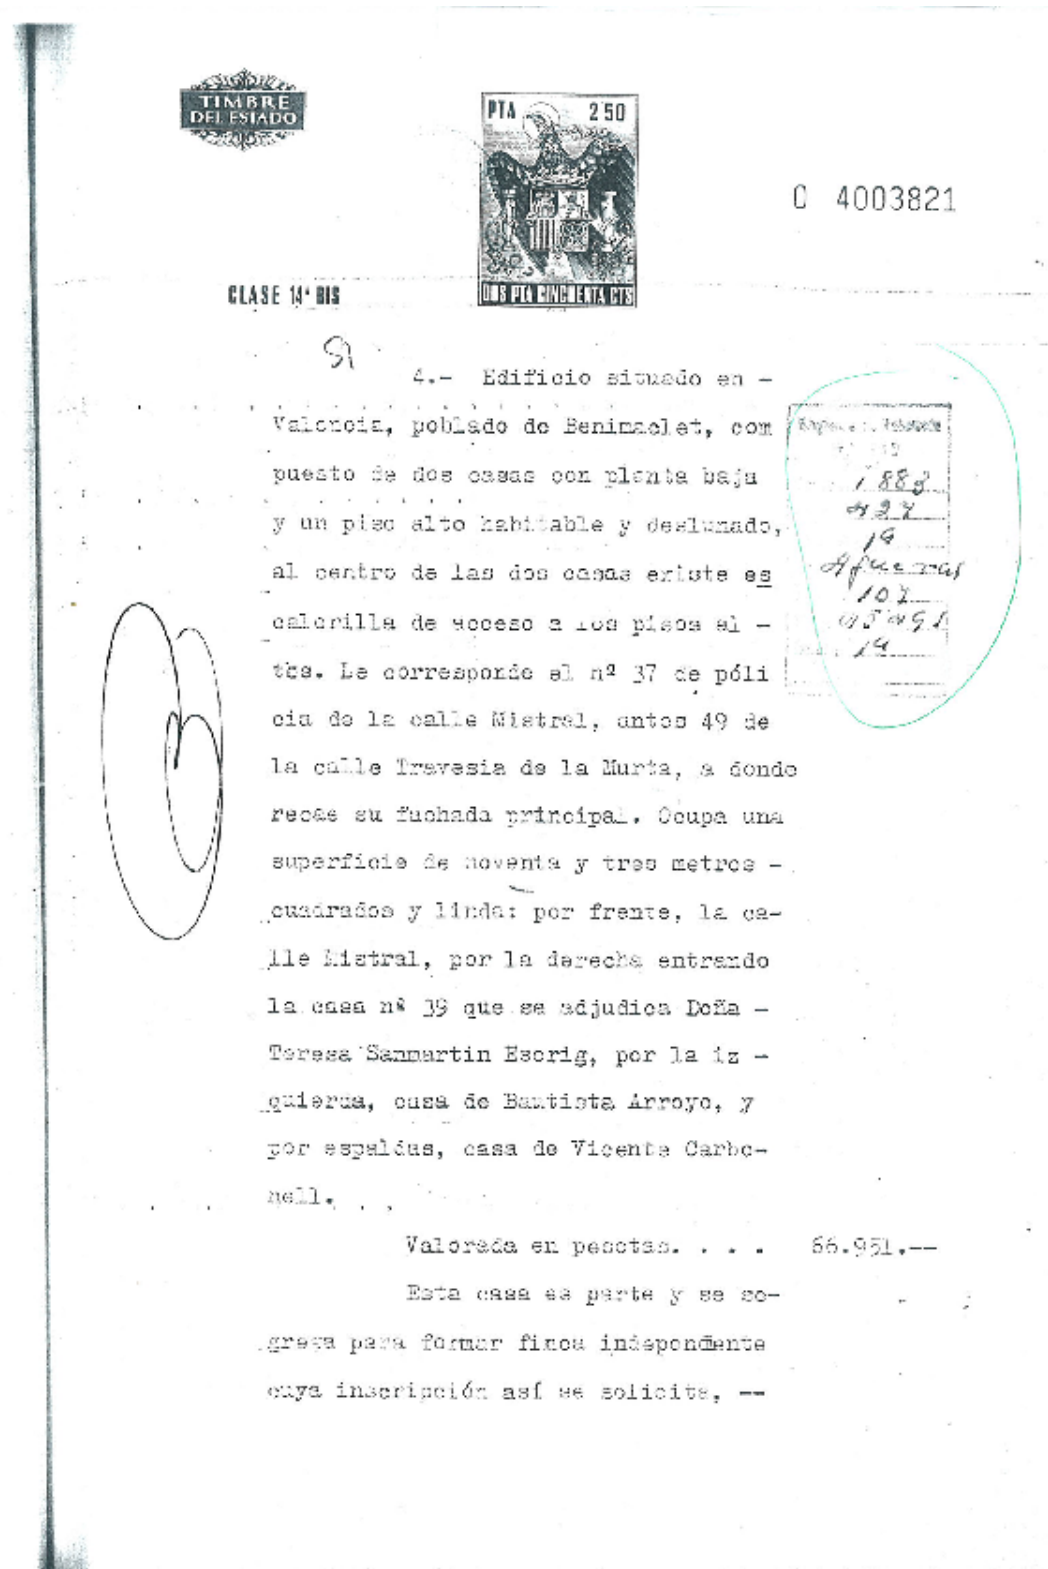 TIMBRE
DEL ESTADO
PTA 2 50
DOS PTA CINCUENTA CTS
C 4003821
CLASE 14ª BIS
4.- Edificio situado en -
Valencia, poblado de Benimaclet, com
puesto de dos casas con planta baja
y un piso alto habitable y deslunado,
al centro de las dos casas existe es
calerilla de acceso a los pisos al -
tos. Le corresponde el nº 37 de poli
cia de la calle Mistral, antes 49 de
la calle Travesia de la Murta, a donde
recae su fachada principal. Ocupa una
superficie de noventa y tres metros -
cuadrados y linda: por frente, la ca-
lle Mistral, por la derecha entrando
la casa nº 39 que se adjudica Doña -
Teresa Sanmartin Escrig, por la iz -
quierda, casa de Bautista Arroyo, y
por espaldas, casa de Vicente Carbo-
nell.
Valorada en pesetas. . . . 66.951.--
Esta casa es parte y se se-
grega para formar finca independiente
cuya inscripción así se solicita, --
1883
427
19
Afueras
107
19